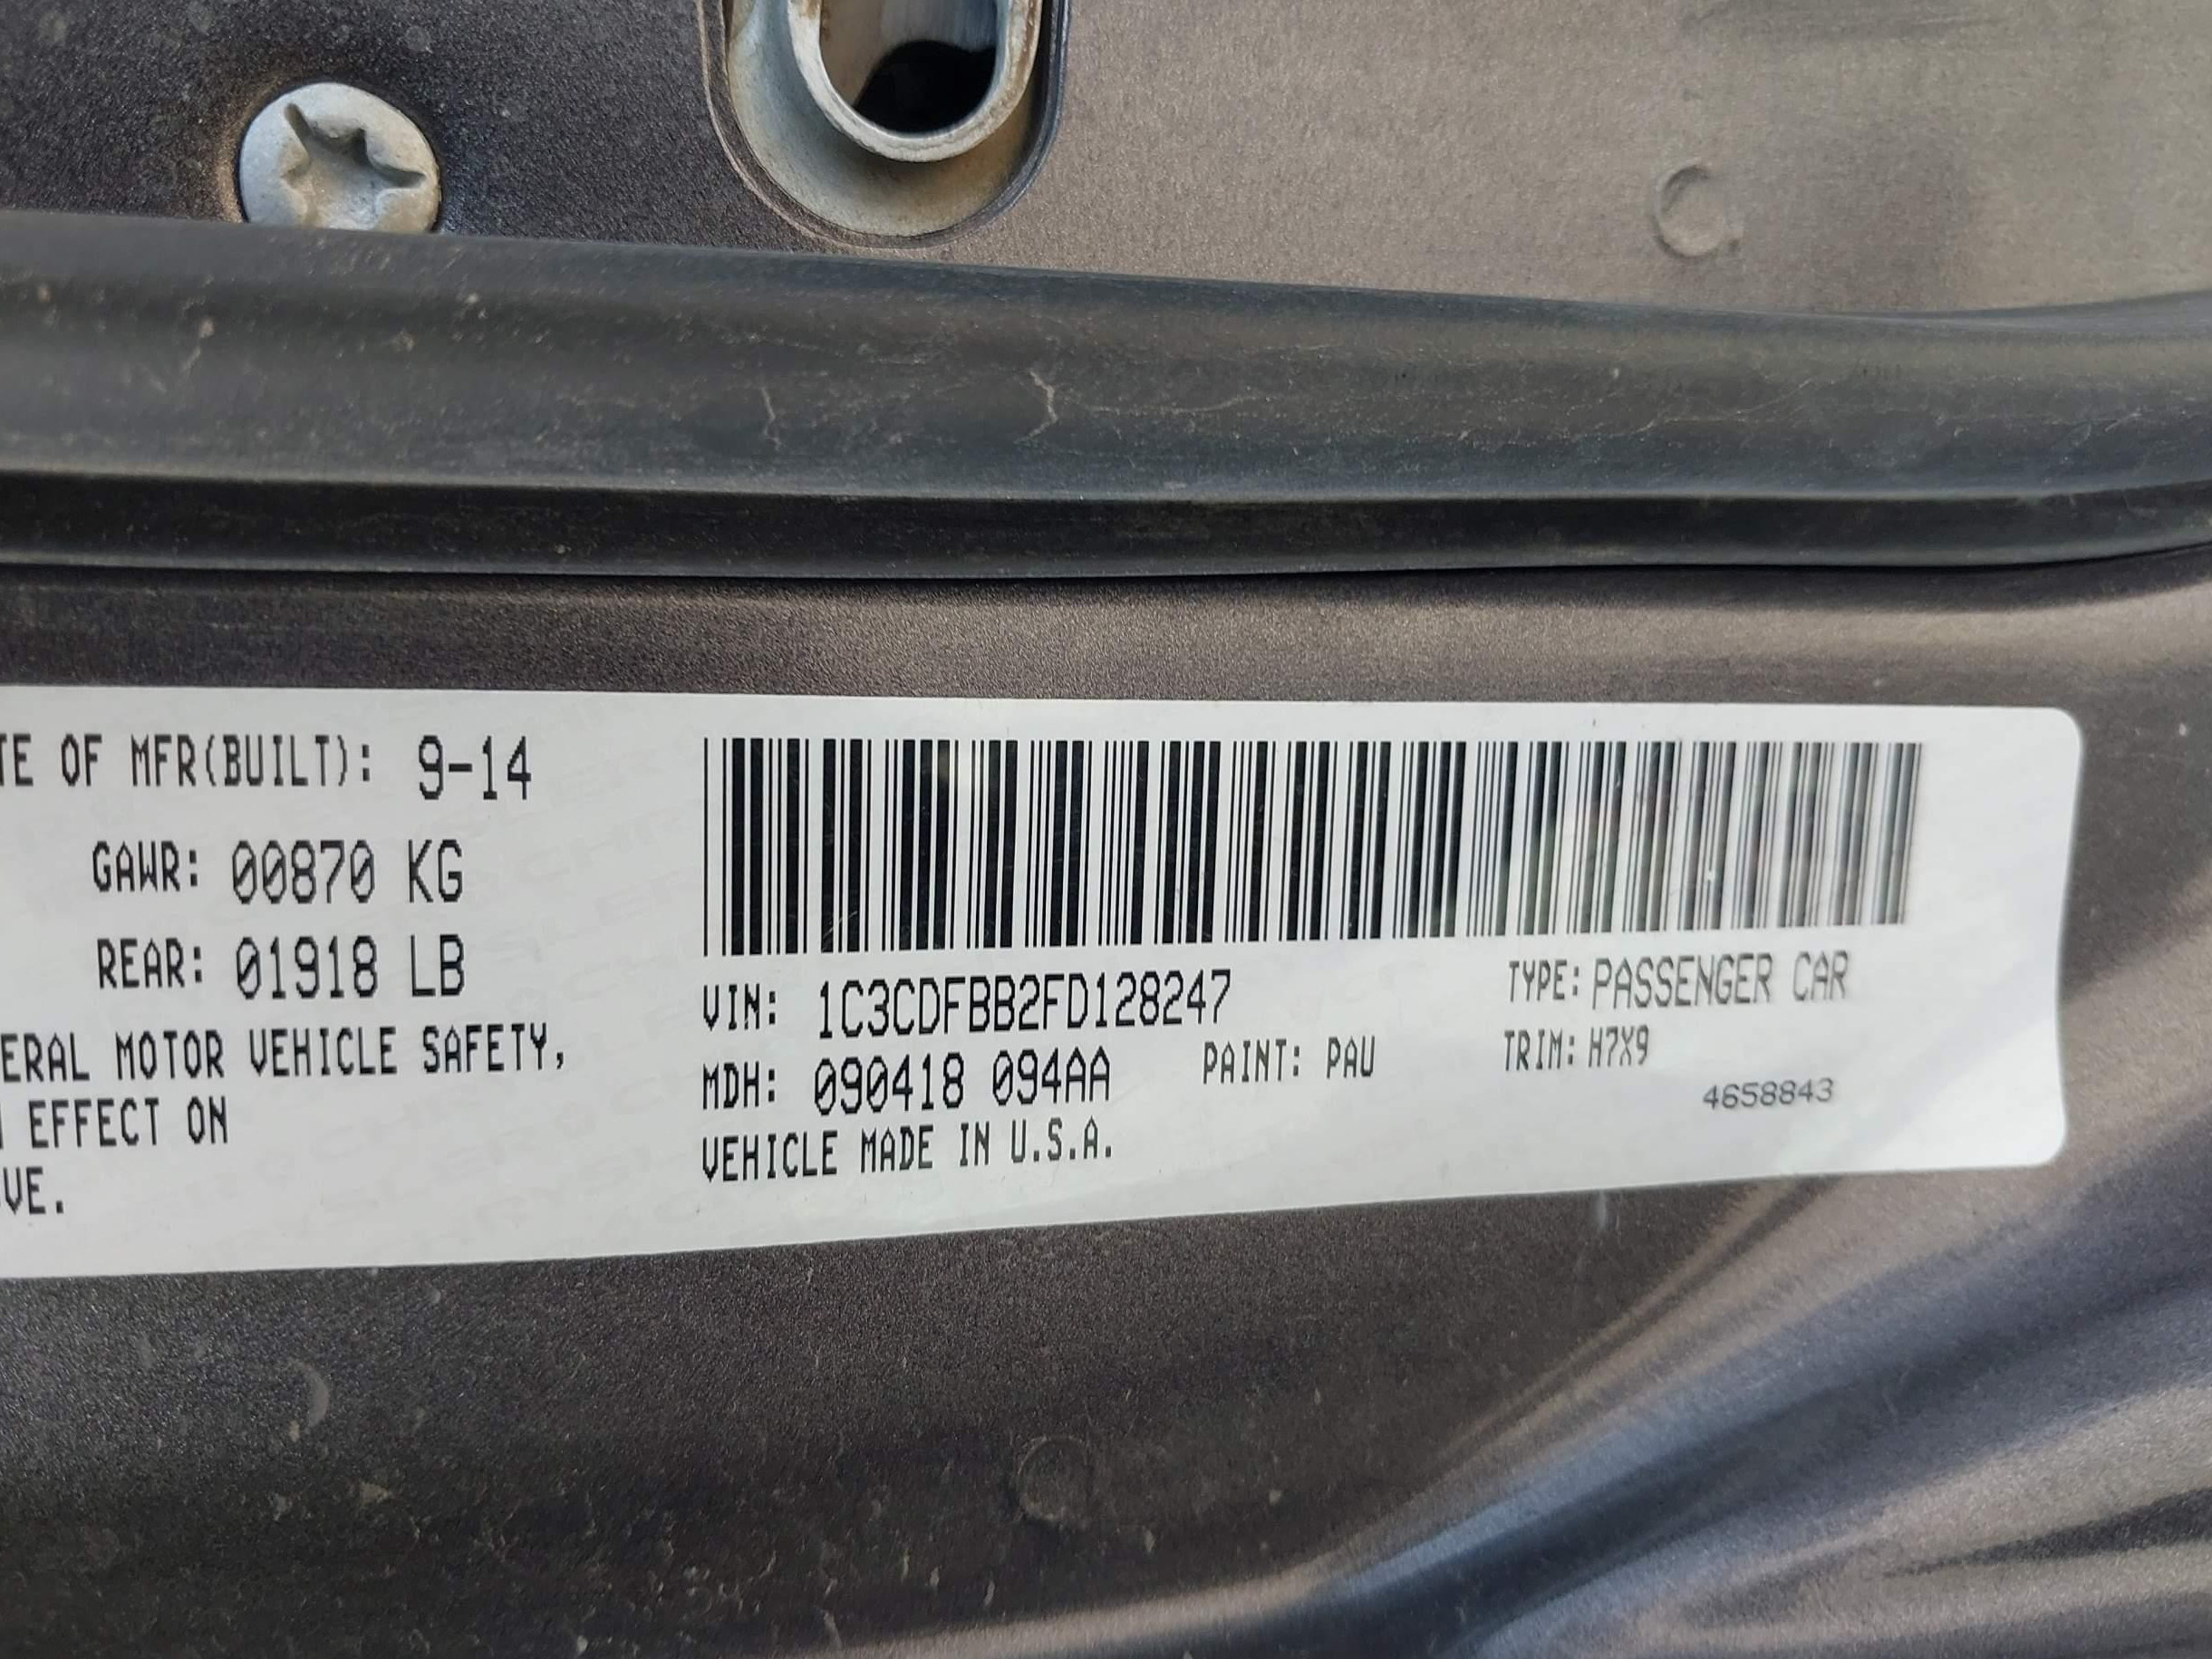 TE OF MFR(BUILT): 9-14
GAWR: 00870 KG
REAR: 01918 LB
ERAL MOTOR VEHICLE SAFETY,
EFFECT ON
VE.
VIN: 1C3CDFBB2FD128247
TYPE: PASSENGER CAR
MDH: 090418 094AA
PAINT: PAU
TRIM: H7X9
4658843
VEHICLE MADE IN U.S.A.